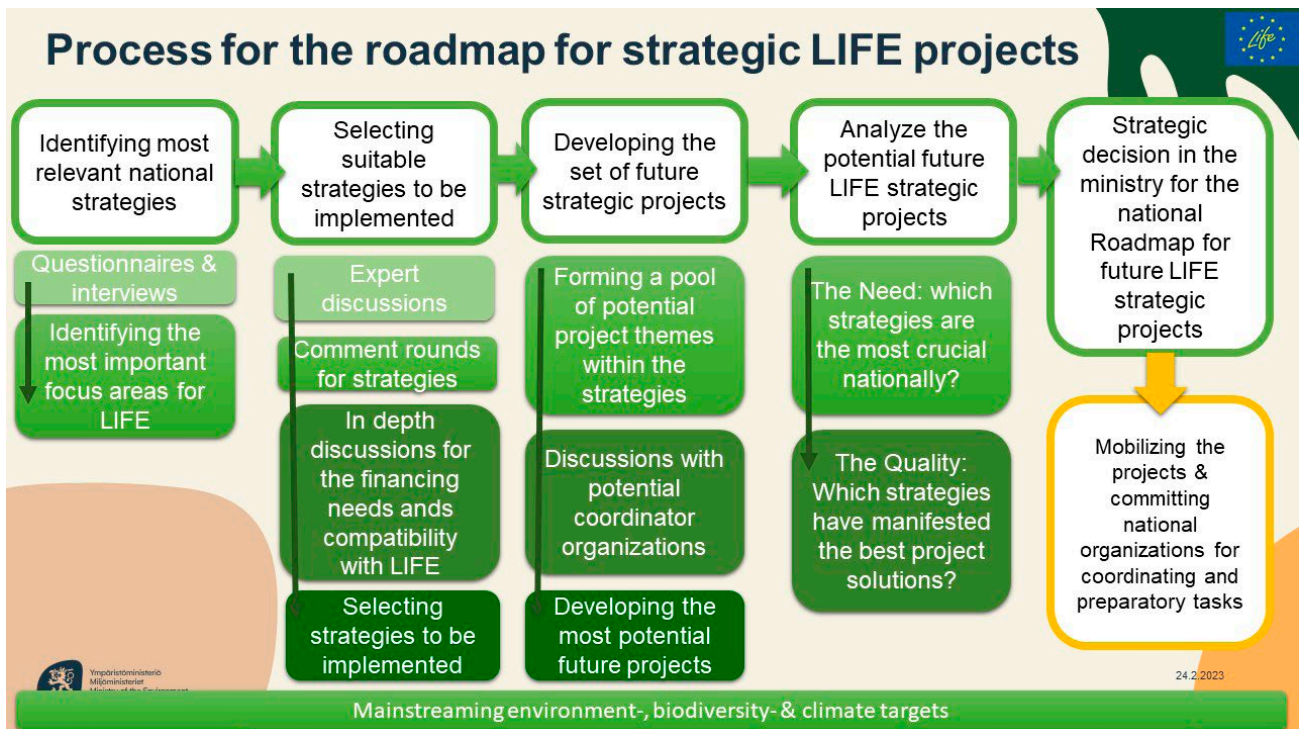 Process for the roadmap for strategic LIFE projects
Life
Identifying most
relevant national
strategies
Questionnaires &
interviews
Identifying the
most important
focus areas for
LIFE
Selecting
suitable
strategies to be
implemented
Expert
discussions
Comment rounds
for strategies
In depth
discussions for
the financing
needs ands
compatibility
with LIFE
Selecting
strategies to be
implemented
Developing the
set of future
strategic projects
Forming a pool
of potential
project themes
within the
strategies
Discussions with
potential
coordinator
organizations
Developing the
most potential
future projects
Analyze the
potential future
LIFE strategic
projects
The Need: which
strategies are
the most crucial
nationally?
The Quality:
Which strategies
have manifested
the best project
solutions?
Strategic
decision in the
ministry for the
national
Roadmap for
future LIFE
strategic
projects
Mobilizing the
projects &
committing
national
organizations for
coordinating and
preparatory tasks
Ympäristöministeriö
Miljöministeriet
Ministry of the Environment
24.2.2023
Mainstreaming environment-, biodiversity- & climate targets